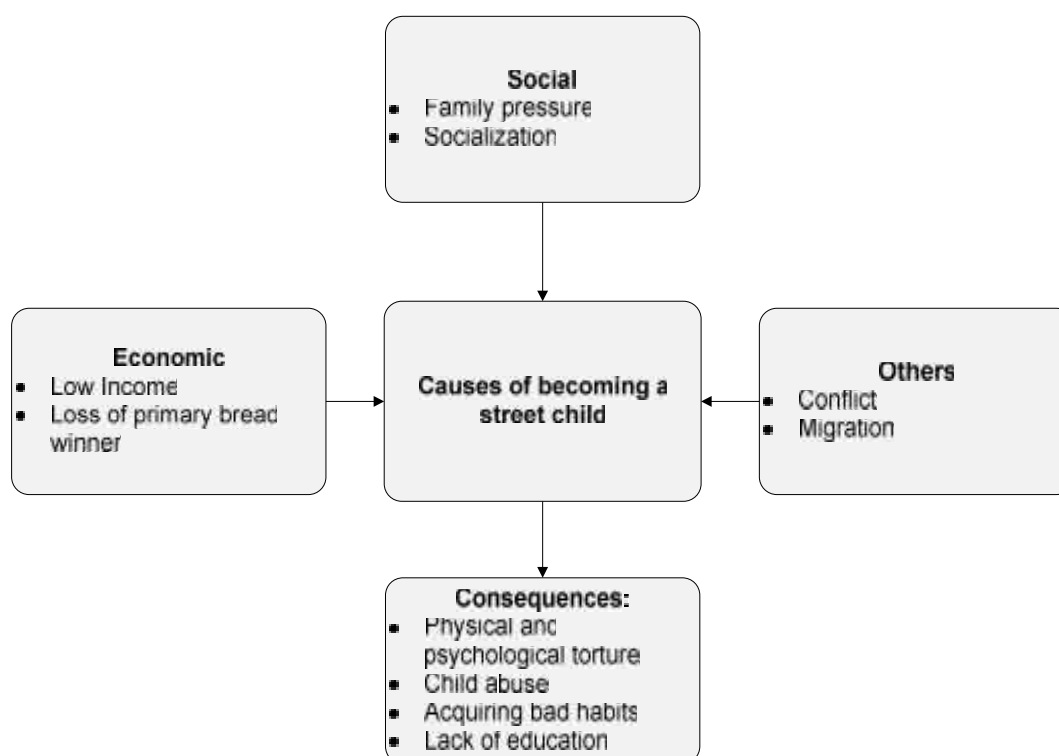 Social
• Family pressure
• Socialization
Economic
• Low Income
• Loss of primary bread
winner
Causes of becoming a
street child
Others
• Conflict
• Migration
Consequences:
• Physical and
psychological torture
• Child abuse
• Acquiring bad habits
• Lack of education